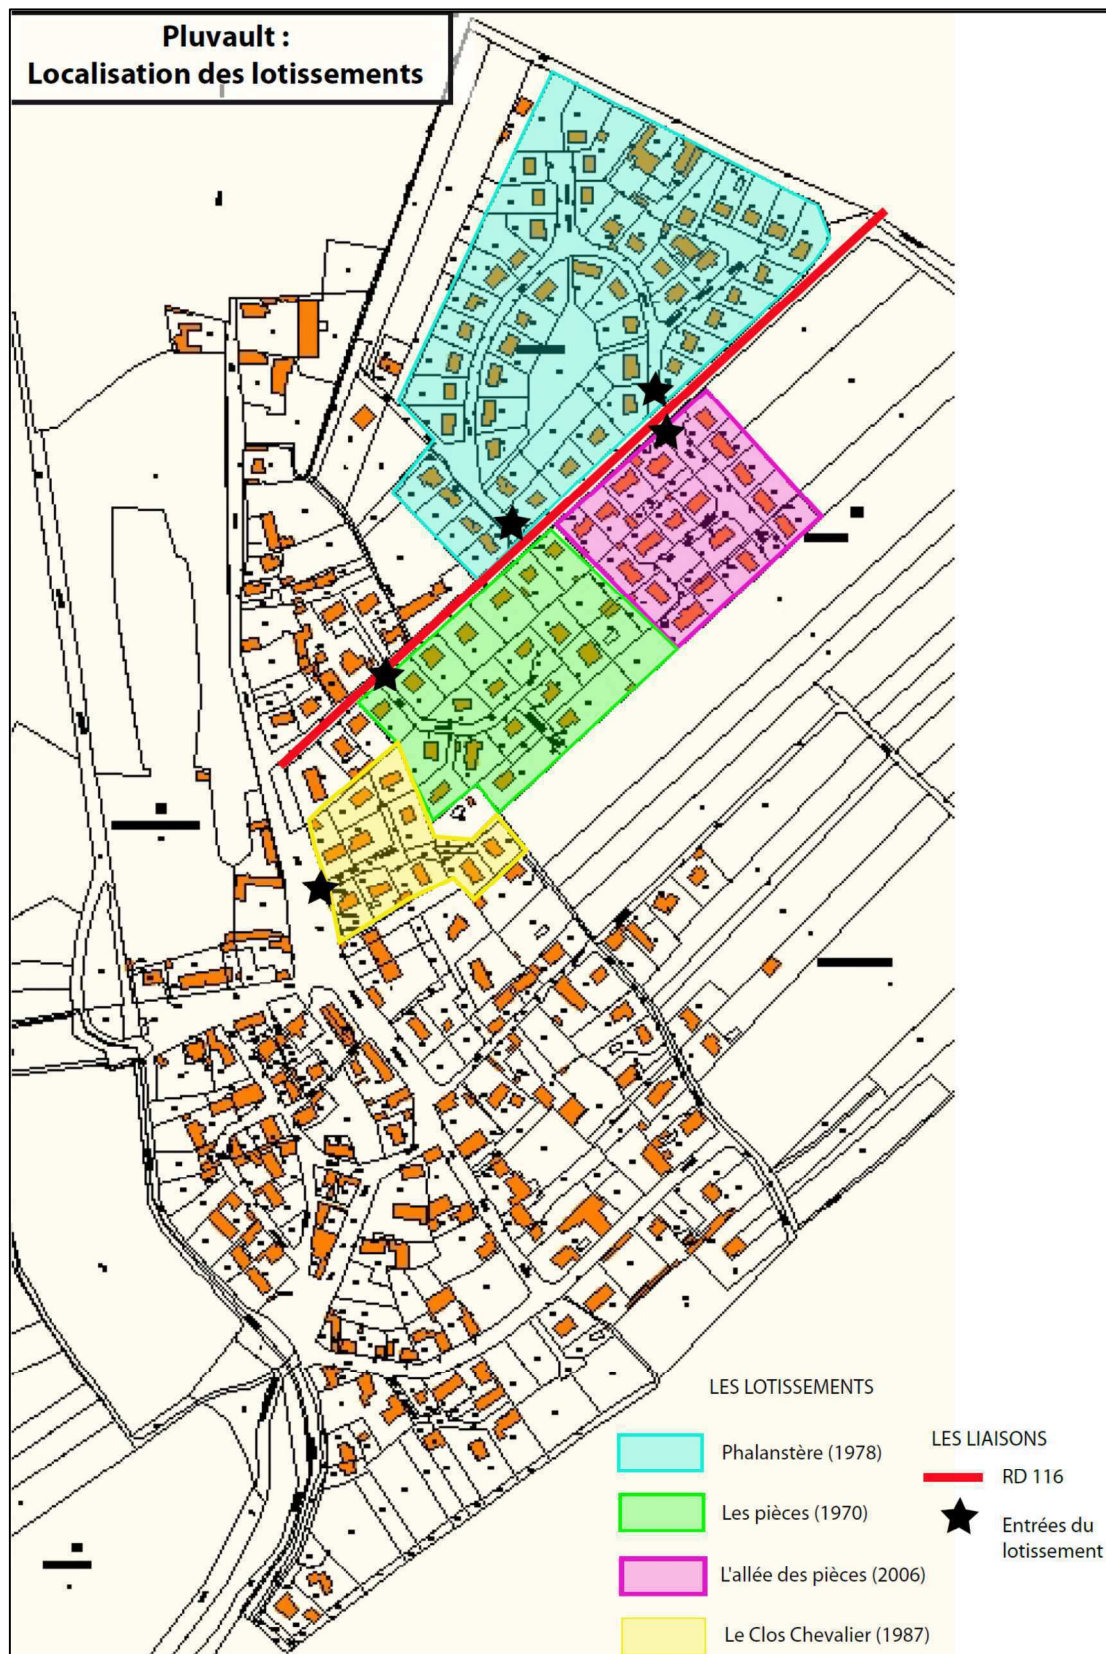 Pluvault :
Localisation des lotissements
LES LOTISSEMENTS
Phalanstère (1978)
Les pièces (1970)
L'allée des pièces (2006)
Le Clos Chevalier (1987)
LES LIAISONS
RD 116
Entrées du
lotissement